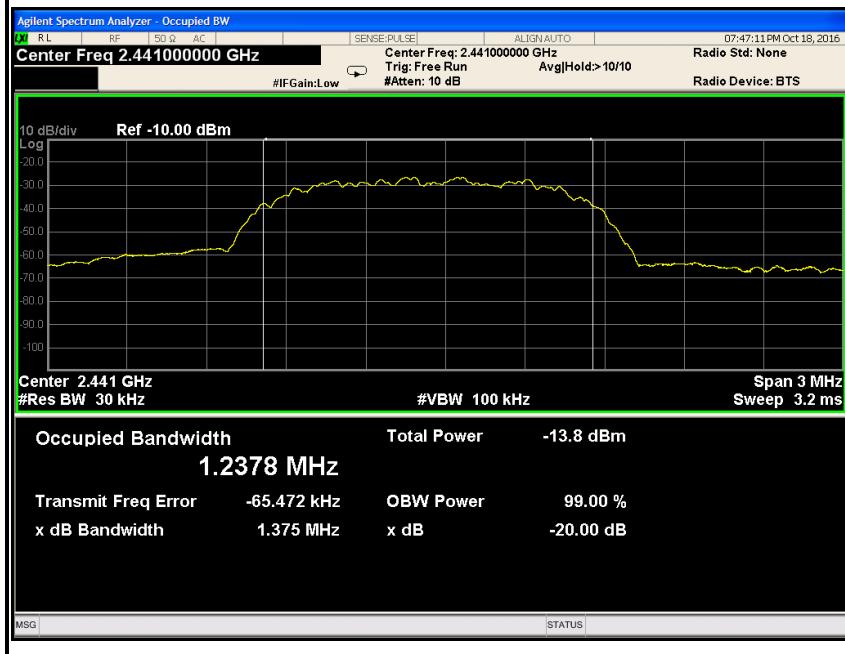 Agilent Spectrum Analyzer - Occupied BW
LXI RL RF 50 Ω AC SENSE:PULSE ALIGN AUTO 07:47:11 PM Oct 18, 2016
Center Freq 2.441000000 GHz Center Freq: 2.441000000 GHz Radio Std: None
Trig: Free Run Avg|Hold:> 10/10
#IFGain:Low #Atten: 10 dB Radio Device: BTS
10 dB/div Ref -10.00 dBm
Log
-20.0
-30.0
-40.0
-50.0
-60.0
-70.0
-80.0
-90.0
-100
Center 2.441 GHz Span 3 MHz
#Res BW 30 kHz #VBW 100 kHz Sweep 3.2 ms
Occupied Bandwidth Total Power -13.8 dBm
1.2378 MHz
Transmit Freq Error -65.472 kHz OBW Power 99.00 %
x dB Bandwidth 1.375 MHz x dB -20.00 dB
MSG STATUS